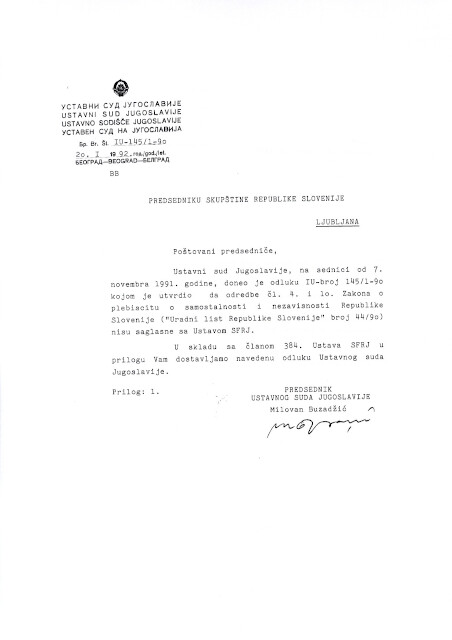 УСТАВНИ СУД ЈУГОСЛАВИЈЕ
USTAVNI SUD JUGOSLAVIJE
USTAVNO SODIŠČE JUGOSLAVIJE
УСТАВЕН СУД НА ЈУГОСЛАВИЈА
Бр. Br. Št. IU-145/1-9o
2o. I 1992. год./god./let.
БЕОГРАД—BEOGRAD—БЕЛГРАД
BB
PREDSEDNIKU SKUPŠTINE REPUBLIKE SLOVENIJE
LJUBLJANA
Poštovani predsedniče,
Ustavni sud Jugoslavije, na sednici od 7.
novembra 1991. godine, doneo je odluku IU-broj 145/1-9o
kojom je utvrdio da odredbe čl. 4. i lo. Zakona o
plebiscitu o samostalnosti i nezavisnosti Republike
Slovenije ("Uradni list Republike Slovenije" broj 44/9o)
nisu saglasne sa Ustavom SFRJ.
U skladu sa članom 384. Ustava SFRJ u
prilogu Vam dostavljamo navedenu odluku Ustavnog suda
Jugoslavije.
Prilog: 1.
PREDSEDNIK
USTAVNOG SUDA JUGOSLAVIJE
Milovan Buzadžić